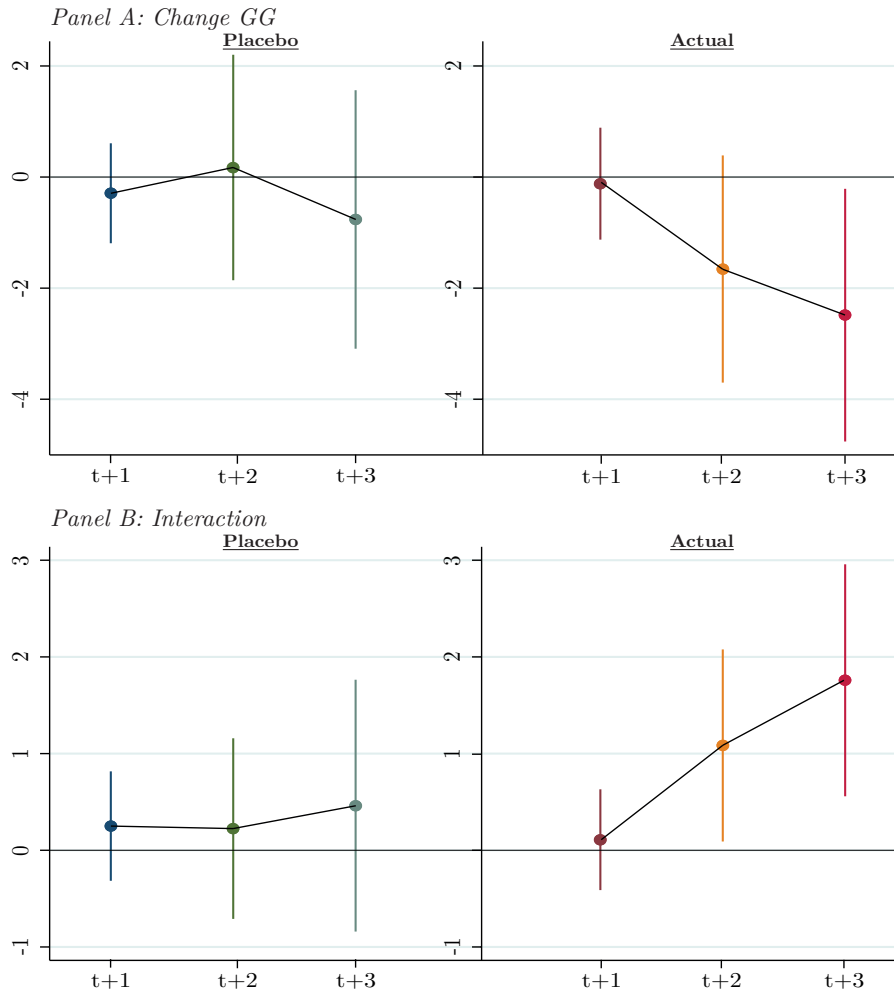 Panel A: Change GG
Placebo Actual
2 2
0 0
-2 -2
-4 -4
t+1 t+2 t+3 t+1 t+2 t+3
Panel B: Interaction
Placebo Actual
3 3
2 2
1 1
0 0
-1 -1
t+1 t+2 t+3 t+1 t+2 t+3